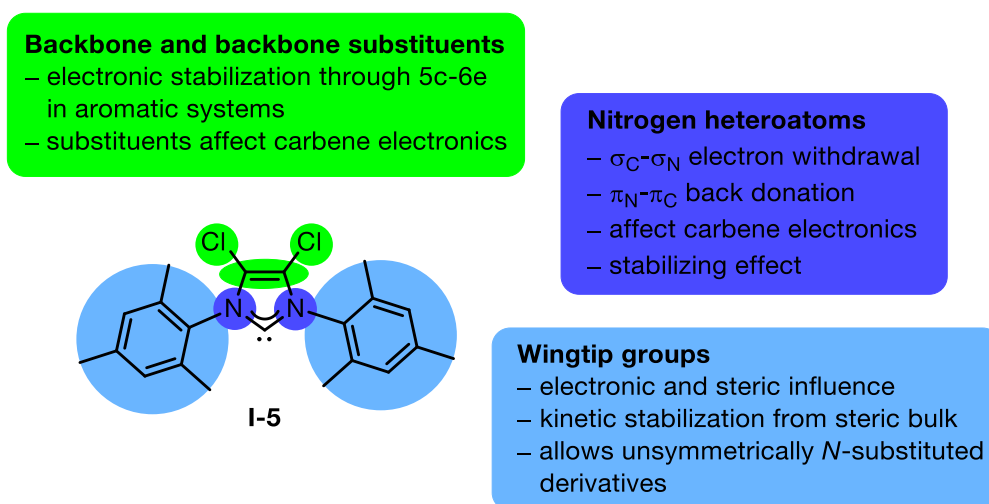 Backbone and backbone substituents
– electronic stabilization through 5c-6e
in aromatic systems
– substituents affect carbene electronics
Nitrogen heteroatoms
– σC-σN electron withdrawal
– πN-πC back donation
– affect carbene electronics
– stabilizing effect
Cl Cl
N N
I-5
Wingtip groups
– electronic and steric influence
– kinetic stabilization from steric bulk
– allows unsymmetrically N-substituted
derivatives